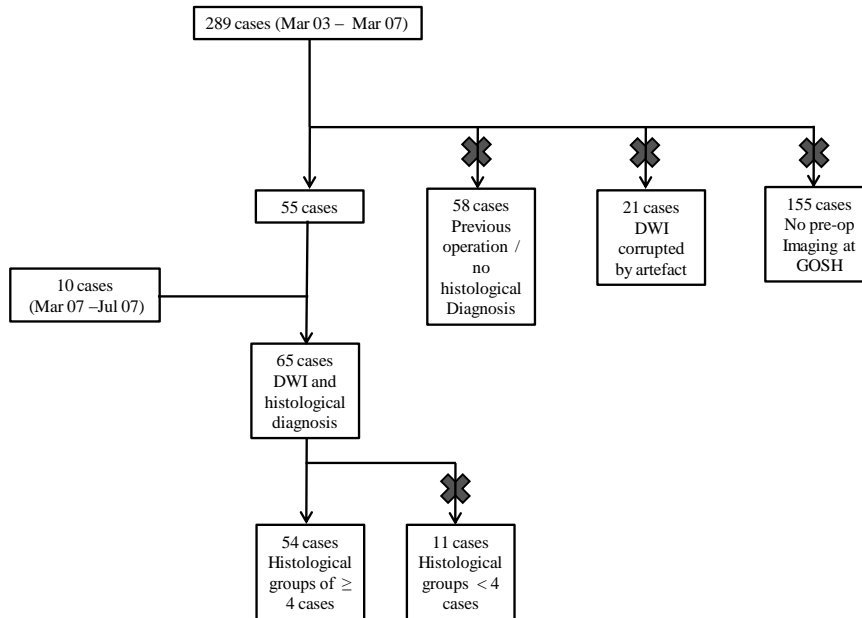 289 cases (Mar 03 – Mar 07)
55 cases
58 cases
Previous
operation /
no
histological
Diagnosis
21 cases
DWI
corrupted
by artefact
155 cases
No pre-op
Imaging at
GOSH
10 cases
(Mar 07 –Jul 07)
65 cases
DWI and
histological
diagnosis
54 cases
Histological
groups of ≥
4 cases
11 cases
Histological
groups < 4
cases